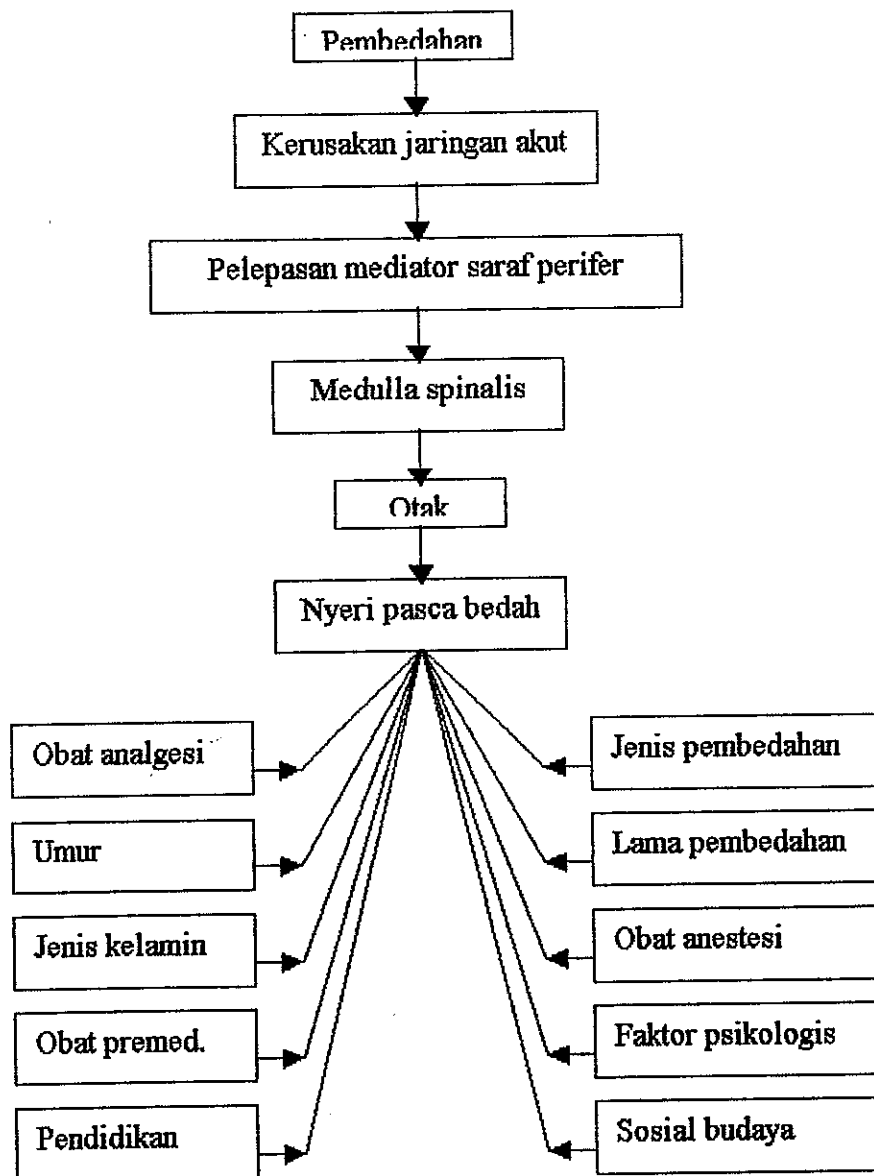 Pembedahan
Kerusakan jaringan akut
Pelepasan mediator saraf perifer
Medulla spinalis
Otak
Nyeri pasca bedah
Obat analgesi
Umur
Jenis kelamin
Obat premed.
Pendidikan
Jenis pembedahan
Lama pembedahan
Obat anestesi
Faktor psikologis
Sosial budaya